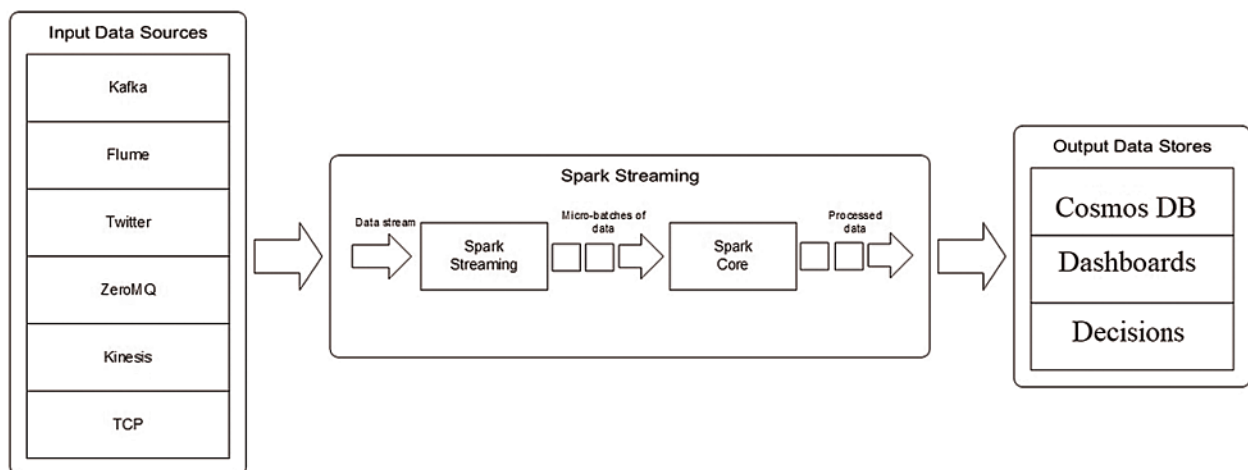 Input Data Sources
Kafka
Flume
Twitter
ZeroMQ
Kinesis
TCP
Spark Streaming
Data stream
Spark
Streaming
Micro-batches of
data
Spark
Core
Processed
data
Output Data Stores
Cosmos DB
Dashboards
Decisions